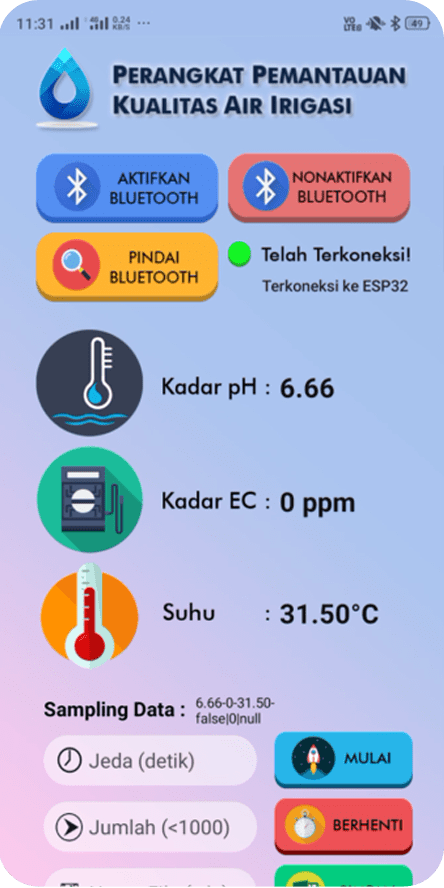 11:31 4G 0.24 KB/S ... VO LTE 49
PERANGKAT PEMANTAUAN
KUALITAS AIR IRIGASI
AKTIFKAN
BLUETOOTH
NONAKTIFKAN
BLUETOOTH
PINDAI
BLUETOOTH
Telah Terkoneksi!
Terkoneksi ke ESP32
Kadar pH : 6.66
Kadar EC : 0 ppm
Suhu : 31.50°C
Sampling Data : 6.66-0-31.50-
false|0|null
Jeda (detik)
MULAI
Jumlah (<1000)
BERHENTI